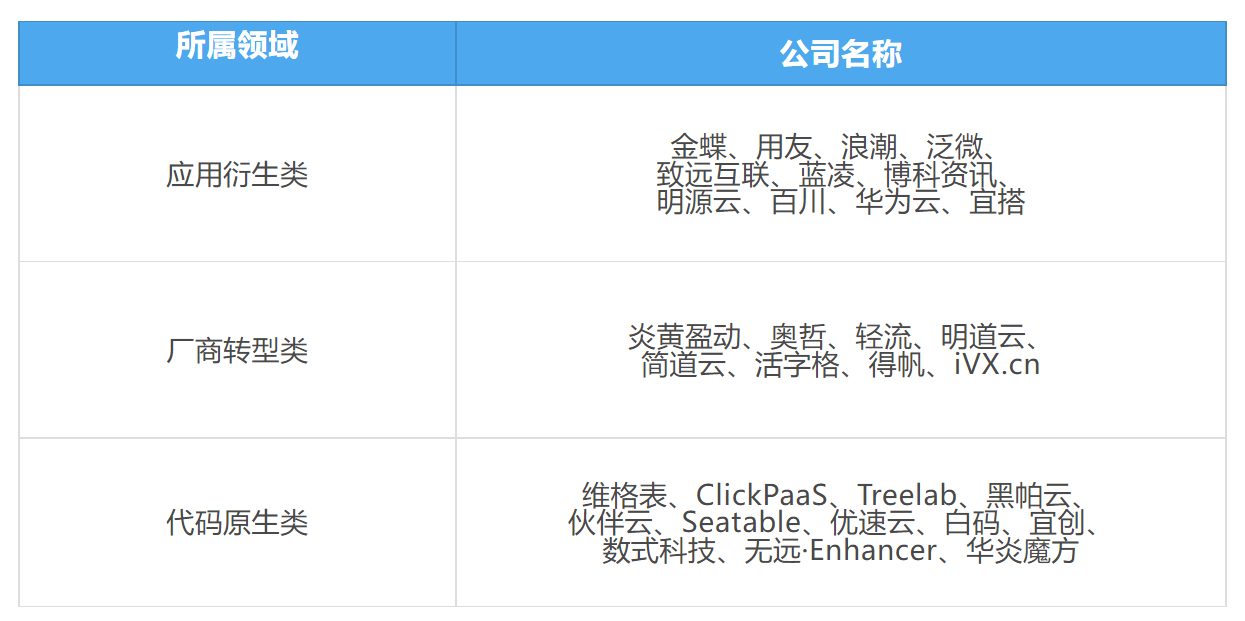 所属领域
公司名称
应用衍生类
金蝶、用友、浪潮、泛微、
致远互联、蓝凌、博科资讯、
明源云、百川、华为云、宜搭
厂商转型类
炎黄盈动、奥哲、轻流、明道云、
简道云、活字格、得帆、iVX.cn
代码原生类
维格表、ClickPaaS、Treelab、黑帕云、
伙伴云、Seatable、优速云、白码、宜创、
数式科技、无远·Enhancer、华炎魔方